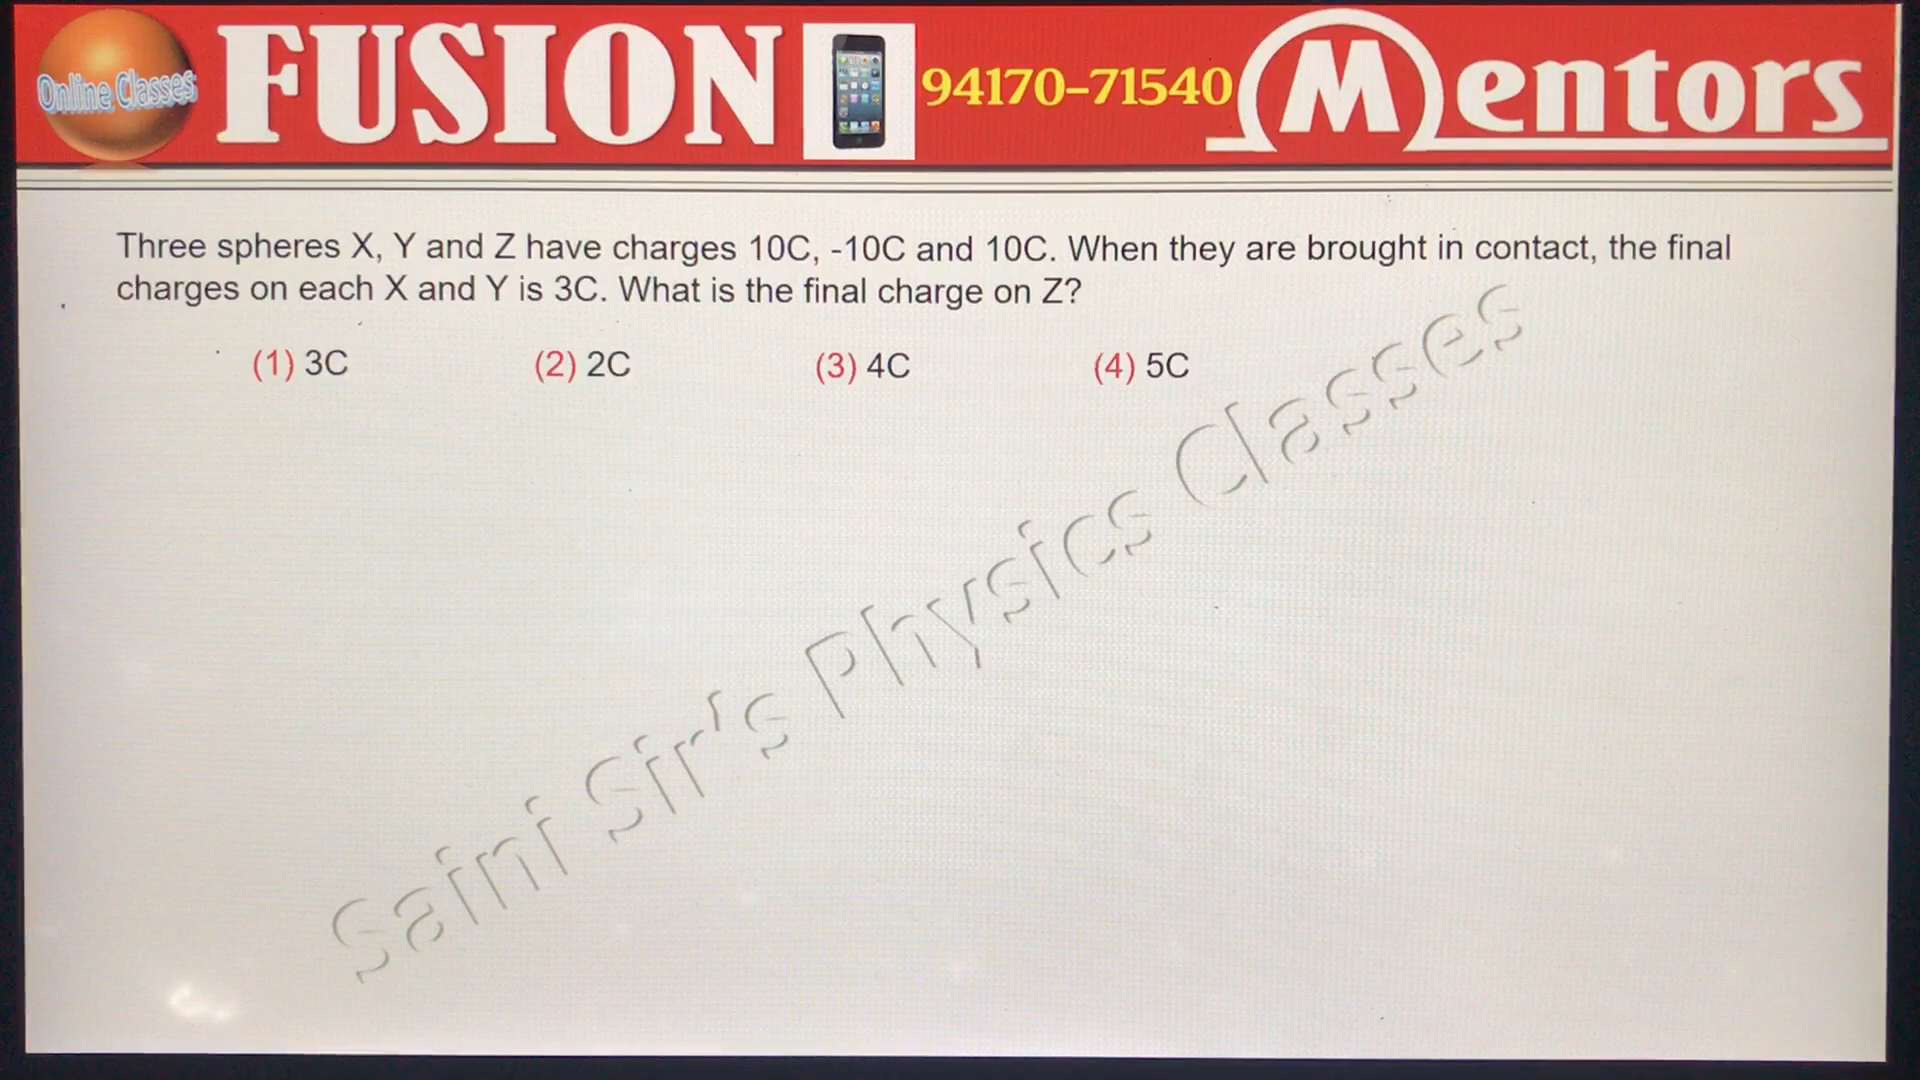 Online Classes FUSION 94170-71540 Mentors
Three spheres X, Y and Z have charges 10C, -10C and 10C. When they are brought in contact, the final
charges on each X and Y is 3C. What is the final charge on Z?
(1) 3C (2) 2C (3) 4C (4) 5C
Saini Sir's Physics Classes